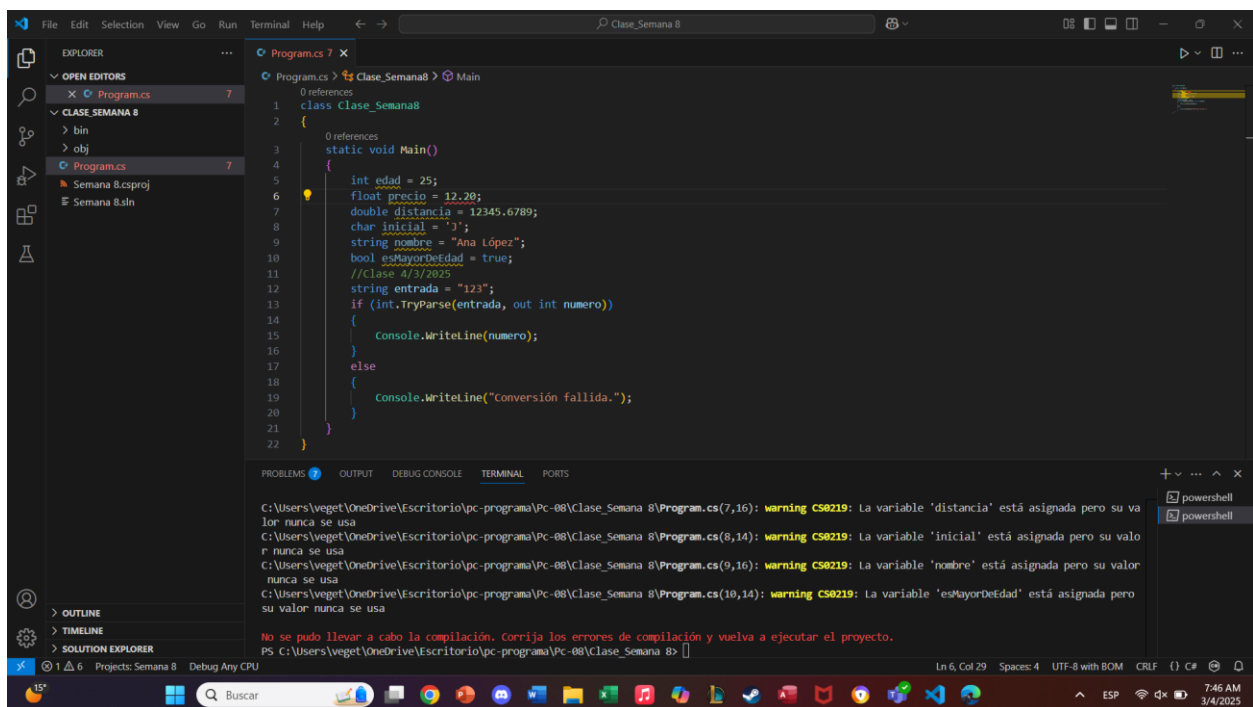 File Edit Selection View Go Run Terminal Help Clase_Semana 8
EXPLORER
OPEN EDITORS
Program.cs 7
CLASE_SEMANA 8
bin
obj
Program.cs 7
Semana 8.csproj
Semana 8.sln
OUTLINE
TIMELINE
SOLUTION EXPLORER
Program.cs 7
Program.cs > Clase_Semana8 > Main
0 references
1 class Clase_Semana8
2 {
0 references
3 static void Main()
4 {
5 int edad = 25;
6 float precio = 12.20;
7 double distancia = 12345.6789;
8 char inicial = 'J';
9 string nombre = "Ana López";
10 bool esMayorDeEdad = true;
11 //Clase 4/3/2025
12 string entrada = "123";
13 if (int.TryParse(entrada, out int numero))
14 {
15 Console.WriteLine(numero);
16 }
17 else
18 {
19 Console.WriteLine("Conversión fallida.");
20 }
21 }
22 }
PROBLEMS 7 OUTPUT DEBUG CONSOLE TERMINAL PORTS
powershell
powershell
C:\Users\veget\OneDrive\Escritorio\pc-programa\Pc-08\Clase_Semana 8\Program.cs(7,16): warning CS0219: La variable 'distancia' está asignada pero su va
lor nunca se usa
C:\Users\veget\OneDrive\Escritorio\pc-programa\Pc-08\Clase_Semana 8\Program.cs(8,14): warning CS0219: La variable 'inicial' está asignada pero su valo
r nunca se usa
C:\Users\veget\OneDrive\Escritorio\pc-programa\Pc-08\Clase_Semana 8\Program.cs(9,16): warning CS0219: La variable 'nombre' está asignada pero su valor
nunca se usa
C:\Users\veget\OneDrive\Escritorio\pc-programa\Pc-08\Clase_Semana 8\Program.cs(10,14): warning CS0219: La variable 'esMayorDeEdad' está asignada pero
su valor nunca se usa
No se pudo llevar a cabo la compilación. Corrija los errores de compilación y vuelva a ejecutar el proyecto.
PS C:\Users\veget\OneDrive\Escritorio\pc-programa\Pc-08\Clase_Semana 8>
1 6 Projects: Semana 8 Debug Any CPU Ln 6, Col 29 Spaces: 4 UTF-8 with BOM CRLF {} C#
15° Buscar ESP 7:46 AM
3/4/2025